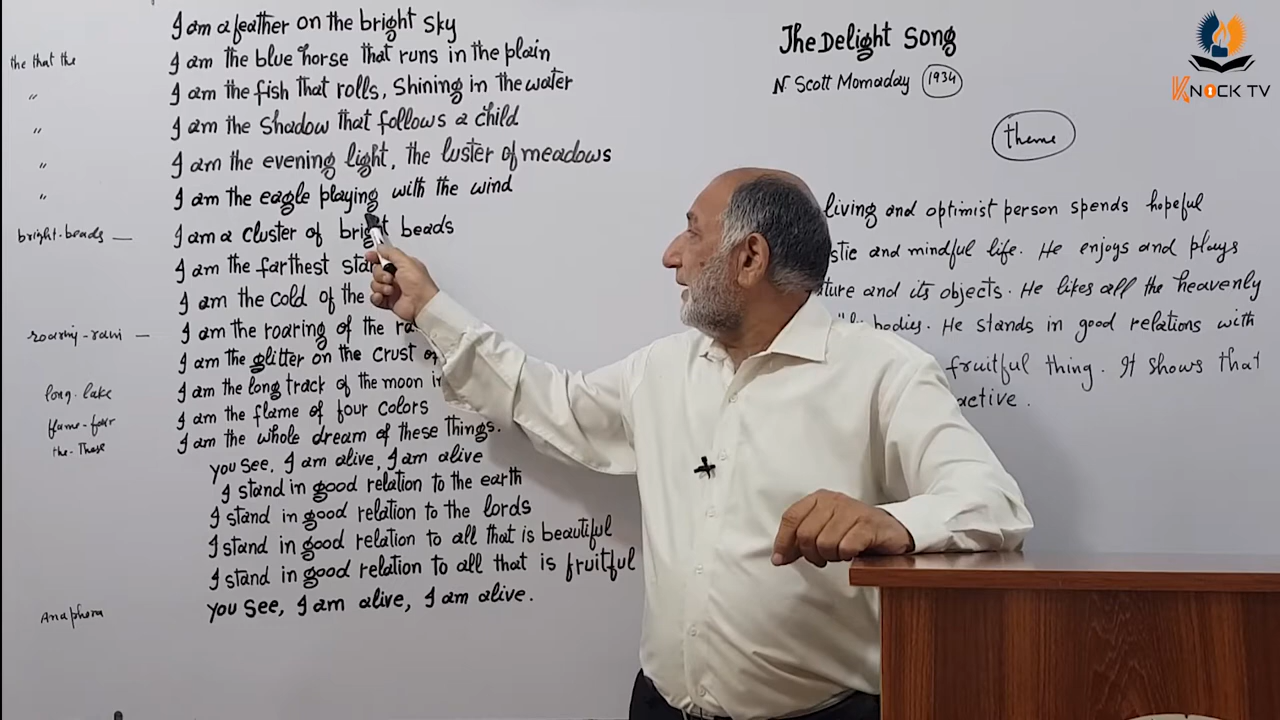 I am a feather on the bright sky
I am the blue horse that runs in the plain
I am the fish that rolls, shining in the water
I am the shadow that follows a child
I am the evening light, the luster of meadows
I am the eagle playing with the wind
I am a cluster of bright beads
I am the farthest sta
I am the cold of the
I am the roaring of the ra
I am the glitter on the crust o
I am the long track of the moon i
I am the flame of four colors
I am the whole dream of these things.
you see, I am alive, I am alive
I stand in good relation to the earth
I stand in good relation to the lords
I stand in good relation to all that is beautiful
I stand in good relation to all that is fruitful
you see, I am alive, I am alive.
the that the
"
"
"
"
bright-beads —
roaring-rain —
long. lake
flame-four
the-These
Anaphora
The Delight Song
N. Scott Momaday 1934
theme
living and optimist person spends hopeful
stic and mindful life. He enjoys and plays
ture and its objects. He likes all the heavenly
bodies. He stands in good relations with
fruitful thing. It shows that
active.
KNOCK TV